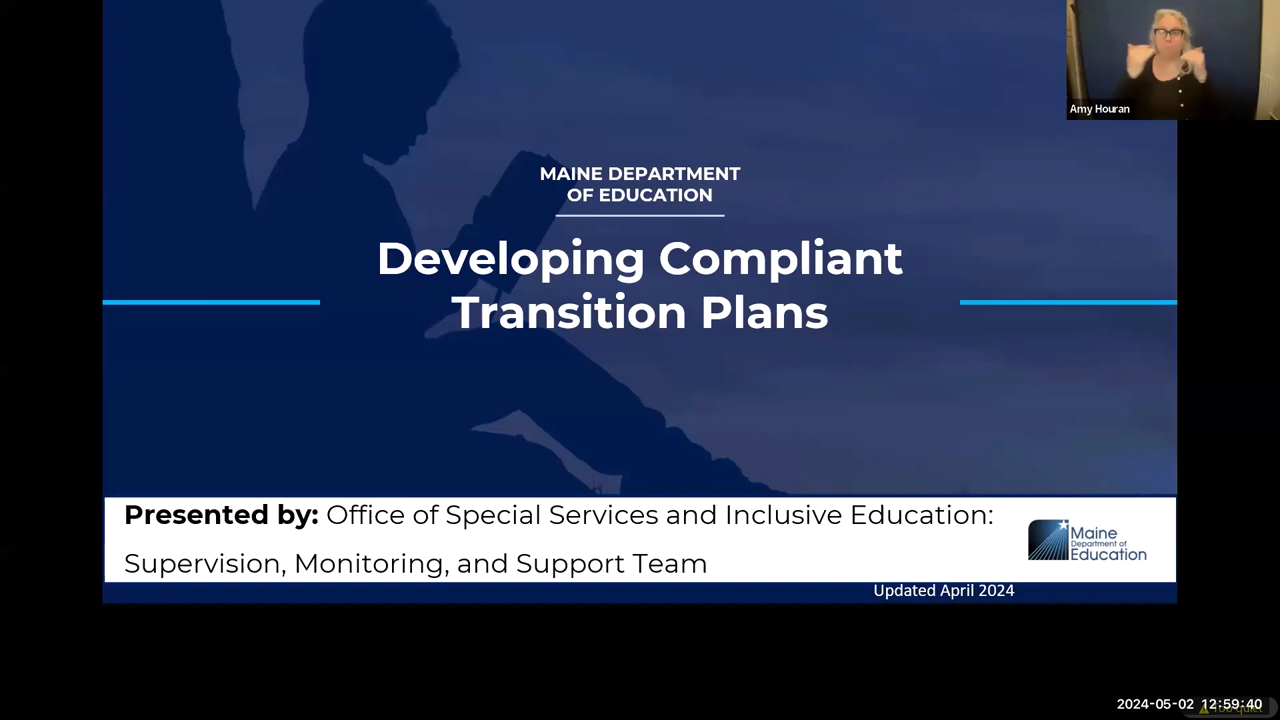 Amy Houran
MAINE DEPARTMENT
OF EDUCATION
Developing Compliant
Transition Plans
Presented by: Office of Special Services and Inclusive Education:
Supervision, Monitoring, and Support Team
Maine
Department of
Education
Updated April 2024
2024-05-02 12:59:40